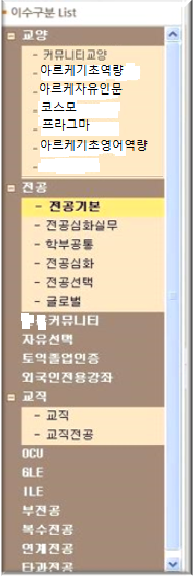 이수구분 List
교양
- 커뮤니티교양
- 아르케기초역량
- 아르케자유인문
- 코스모
- 프라그마
- 아르케기초영어역량
-
전공
- 전공기본
- 전공심화실무
- 학부공통
- 전공심화
- 전공선택
- 글로벌
커뮤니티
자유선택
토익졸업인증
외국인전용강좌
교직
- 교직
- 교직전공
OCU
GLE
ILE
부전공
복수전공
연계전공
타과전공